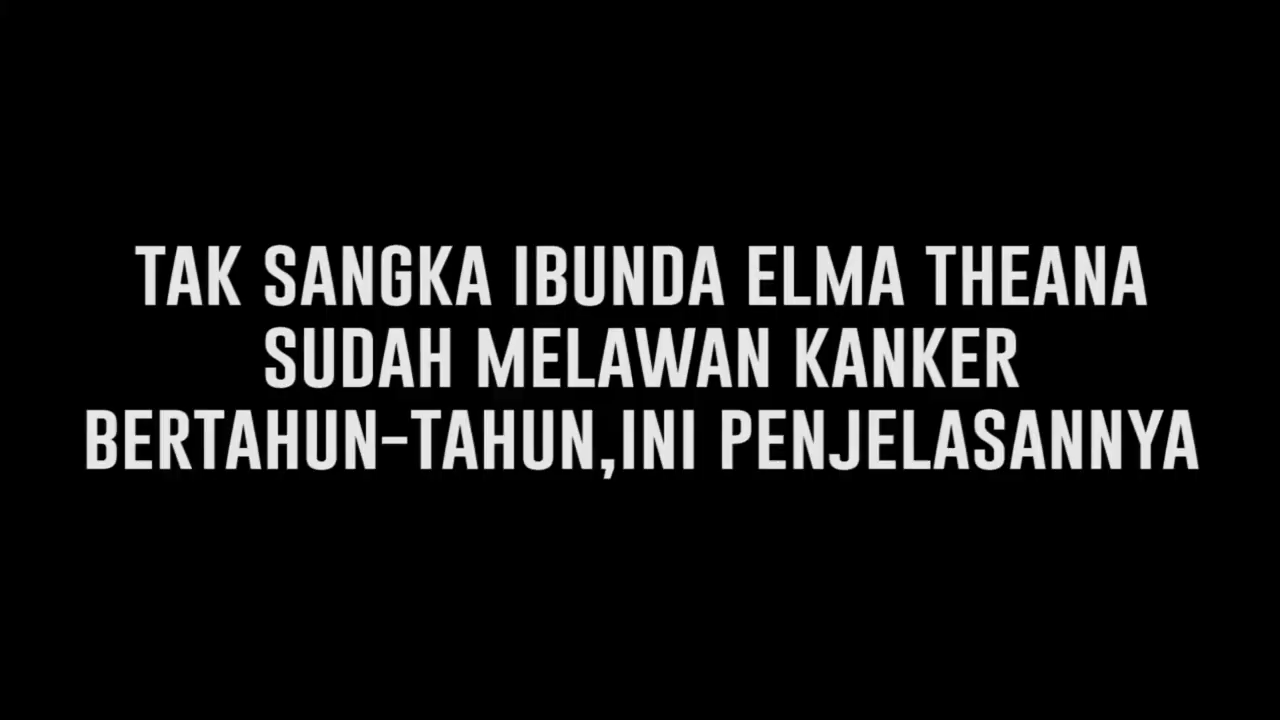 TAK SANGKA IBUNDA ELMA THEANA
SUDAH MELAWAN KANKER
BERTAHUN-TAHUN,INI PENJELASANNYA